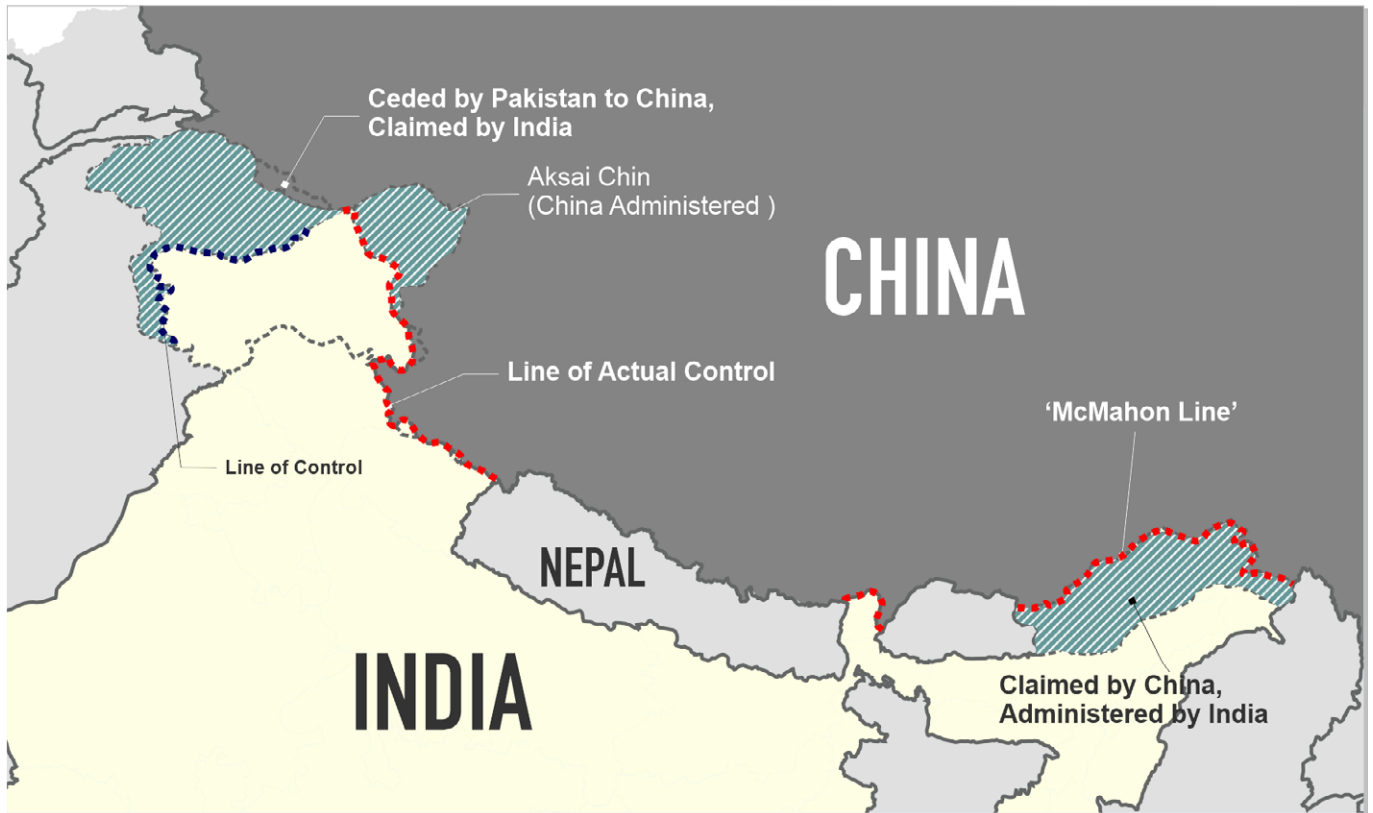 Ceded by Pakistan to China,
Claimed by India
Aksai Chin
(China Administered )
CHINA
Line of Actual Control
'McMahon Line'
Line of Control
NEPAL
INDIA
Claimed by China,
Administered by India